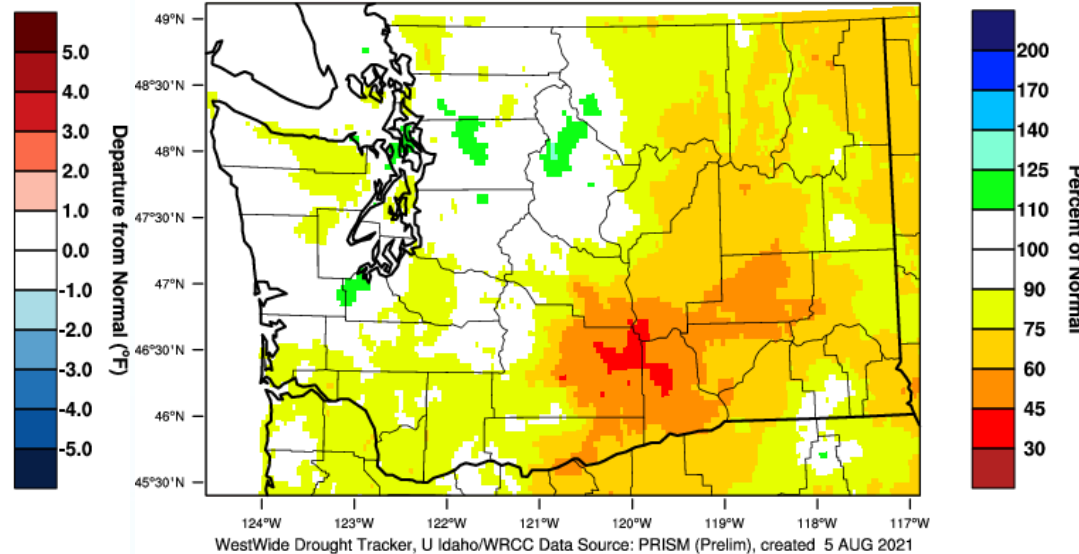 5.0
4.0
3.0
2.0
1.0
0.0
-1.0
-2.0
-3.0
-4.0
-5.0
Departure from Normal (°F)
49°N
48°30'N
48°N
47°30'N
47°N
46°30'N
46°N
45°30'N
124°W 123°W 122°W 121°W 120°W 119°W 118°W 117°W
WestWide Drought Tracker, U Idaho/WRCC Data Source: PRISM (Prelim), created 5 AUG 2021
200
170
140
125
110
100
90
75
60
45
30
Percent of Normal